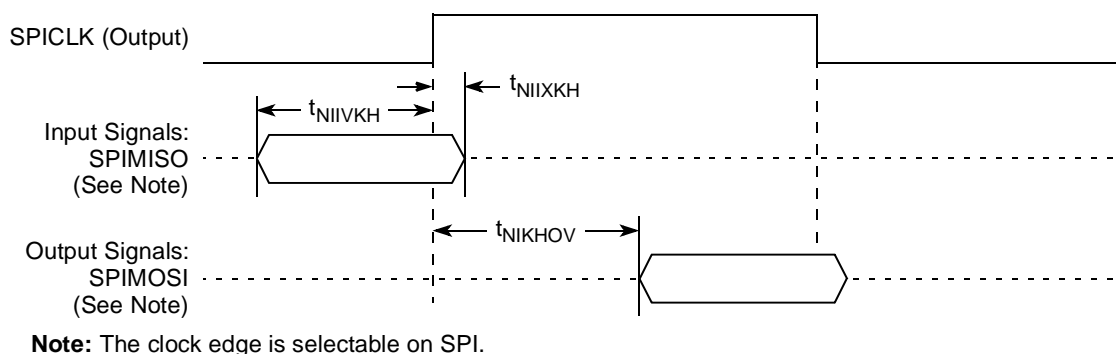 SPICLK (Output)
tNIIXKH
tNIIVKH
Input Signals:
SPIMISO
(See Note)
tNIKHOV
Output Signals:
SPIMOSI
(See Note)
Note: The clock edge is selectable on SPI.